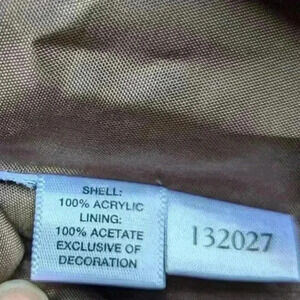 SHELL:
100% ACRYLIC
LINING:
100% ACETATE
EXCLUSIVE OF
DECORATION
132027